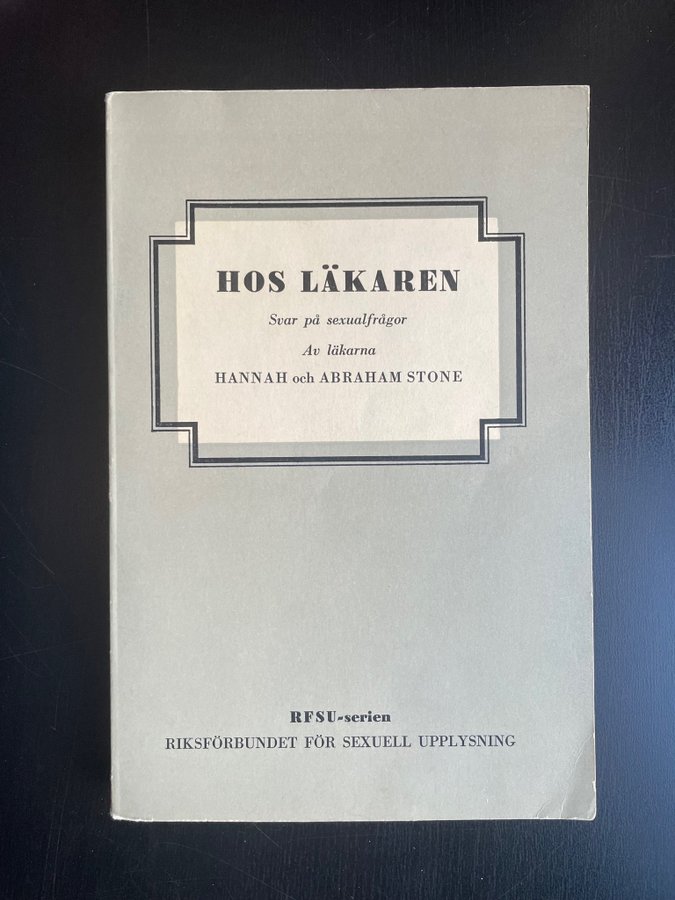 HOS LÄKAREN
Svar på sexualfrågor
Av läkarna
HANNAH och ABRAHAM STONE
RFSU-serien
RIKSFÖRBUNDET FÖR SEXUELL UPPLYSNING